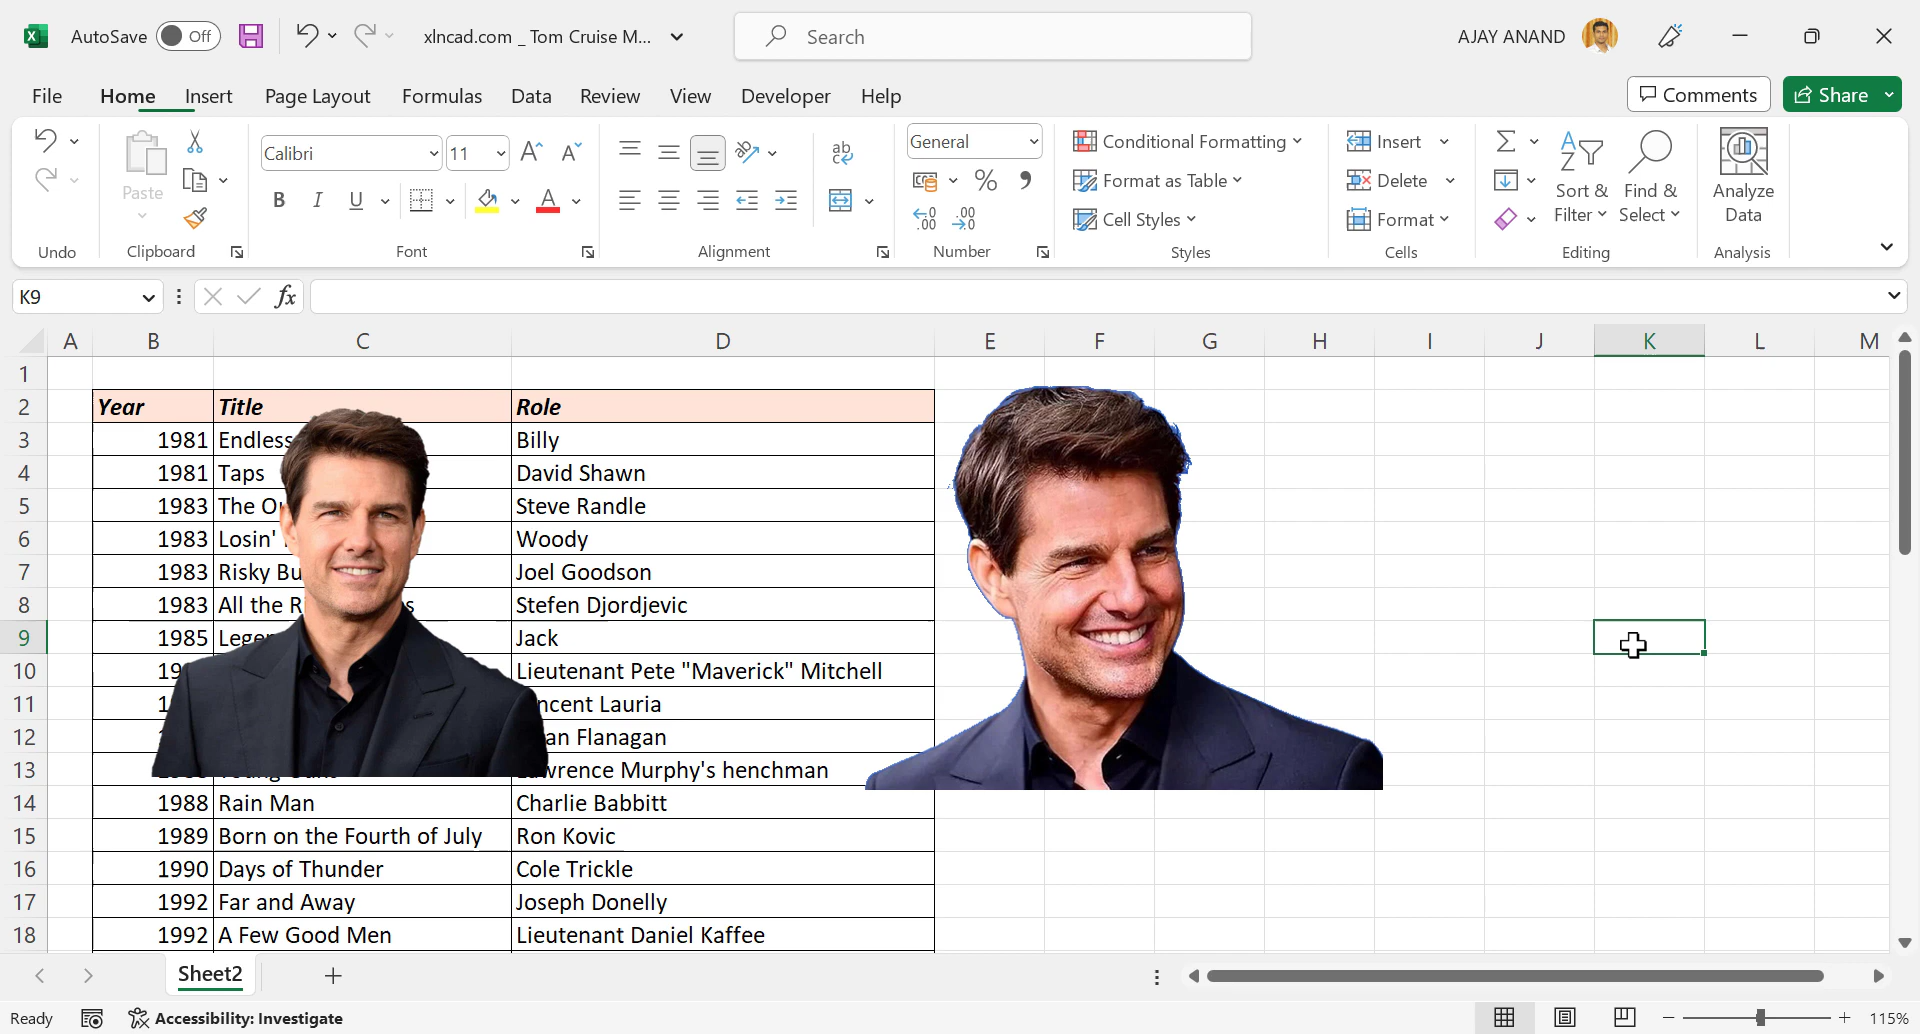 AutoSave Off xlncad.com _ Tom Cruise M... Search AJAY ANAND
File Home Insert Page Layout Formulas Data Review View Developer Help Comments Share
Paste
Calibri 11
B I U A
ab
General
% 9
Conditional Formatting
Format as Table
Cell Styles
Insert
Delete
Format
Sort & Filter
Find & Select
Analyze Data
Undo Clipboard Font Alignment Number Styles Cells Editing Analysis
K9 fx
A B C D E F G H I J K L M
1
2 Year Title Role
3 1981 Endless Billy
4 1981 Taps David Shawn
5 1983 The Steve Randle
6 1983 Losin' Woody
7 1983 Risky Bu Joel Goodson
8 1983 All the R s Stefen Djordjevic
9 1985 Lege Jack
10 19 Lieutenant Pete "Maverick" Mitchell
11 1 ncent Lauria
12 an Flanagan
13 wrence Murphy's henchman
14 1988 Rain Man Charlie Babbitt
15 1989 Born on the Fourth of July Ron Kovic
16 1990 Days of Thunder Cole Trickle
17 1992 Far and Away Joseph Donelly
18 1992 A Few Good Men Lieutenant Daniel Kaffee
Sheet2
Ready Accessibility: Investigate 115%